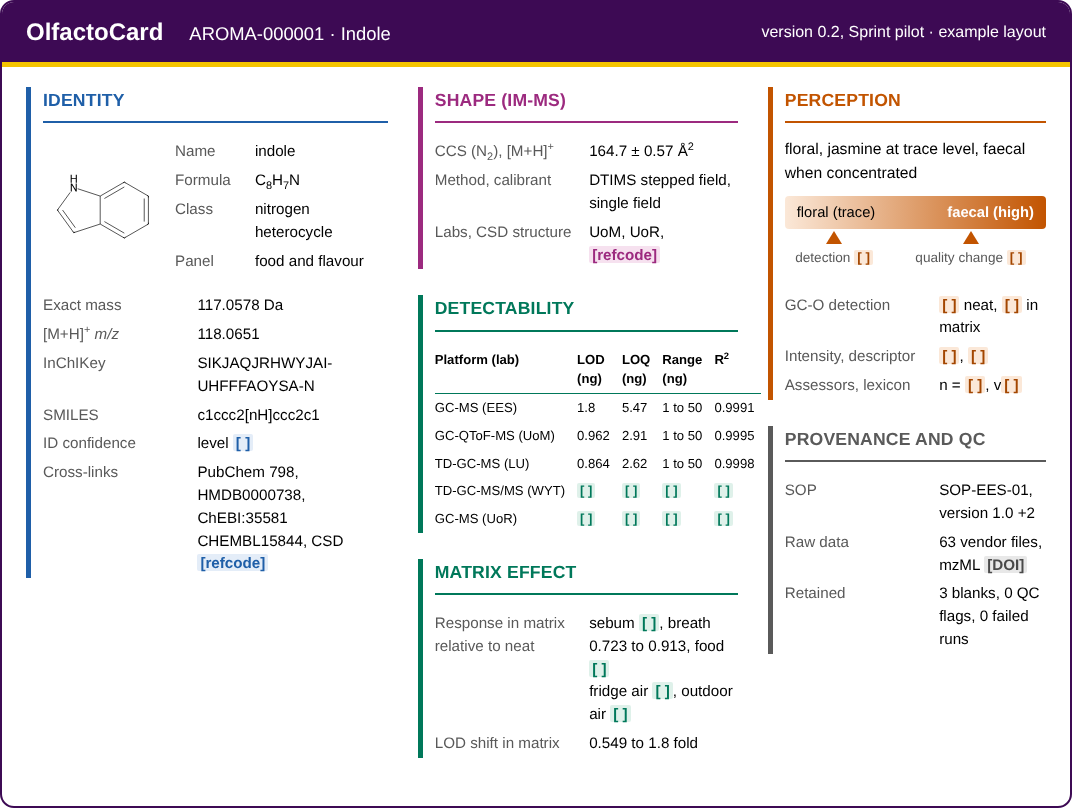 OlfactoCard AROMA-000001 · Indole
version 0.2, Sprint pilot · example layout
IDENTITY
H
N
Name indole
Formula C₈H₇N
Class nitrogen
heterocycle
Panel food and flavour
Exact mass 117.0578 Da
[M+H]⁺ m/z 118.0651
InChIKey SIKJAQJRHWYJAI-
UHFFFAOYSA-N
SMILES c1ccc2[nH]ccc2c1
ID confidence level [ ]
Cross-links PubChem 798,
HMDB0000738,
ChEBI:35581
CHEMBL15844, CSD
[refcode]
SHAPE (IM-MS)
CCS (N₂), [M+H]⁺ 164.7 ± 0.57 Å²
Method, calibrant DTIMS stepped field,
single field
Labs, CSD structure UoM, UoR,
[refcode]
DETECTABILITY
Platform (lab) LOD LOQ Range R²
(ng) (ng) (ng)
GC-MS (EES) 1.8 5.47 1 to 50 0.9991
GC-QToF-MS (UoM) 0.962 2.91 1 to 50 0.9995
TD-GC-MS (LU) 0.864 2.62 1 to 50 0.9998
TD-GC-MS/MS (WYT) [ ] [ ] [ ] [ ]
GC-MS (UoR) [ ] [ ] [ ] [ ]
MATRIX EFFECT
Response in matrix sebum [ ], breath
relative to neat 0.723 to 0.913, food
[ ]
fridge air [ ], outdoor
air [ ]
LOD shift in matrix 0.549 to 1.8 fold
PERCEPTION
floral, jasmine at trace level, faecal
when concentrated
floral (trace) faecal (high)
detection [ ] quality change [ ]
GC-O detection [ ] neat, [ ] in
matrix
Intensity, descriptor [ ], [ ]
Assessors, lexicon n = [ ], v[ ]
PROVENANCE AND QC
SOP SOP-EES-01,
version 1.0 +2
Raw data 63 vendor files,
mzML [DOI]
Retained 3 blanks, 0 QC
flags, 0 failed
runs